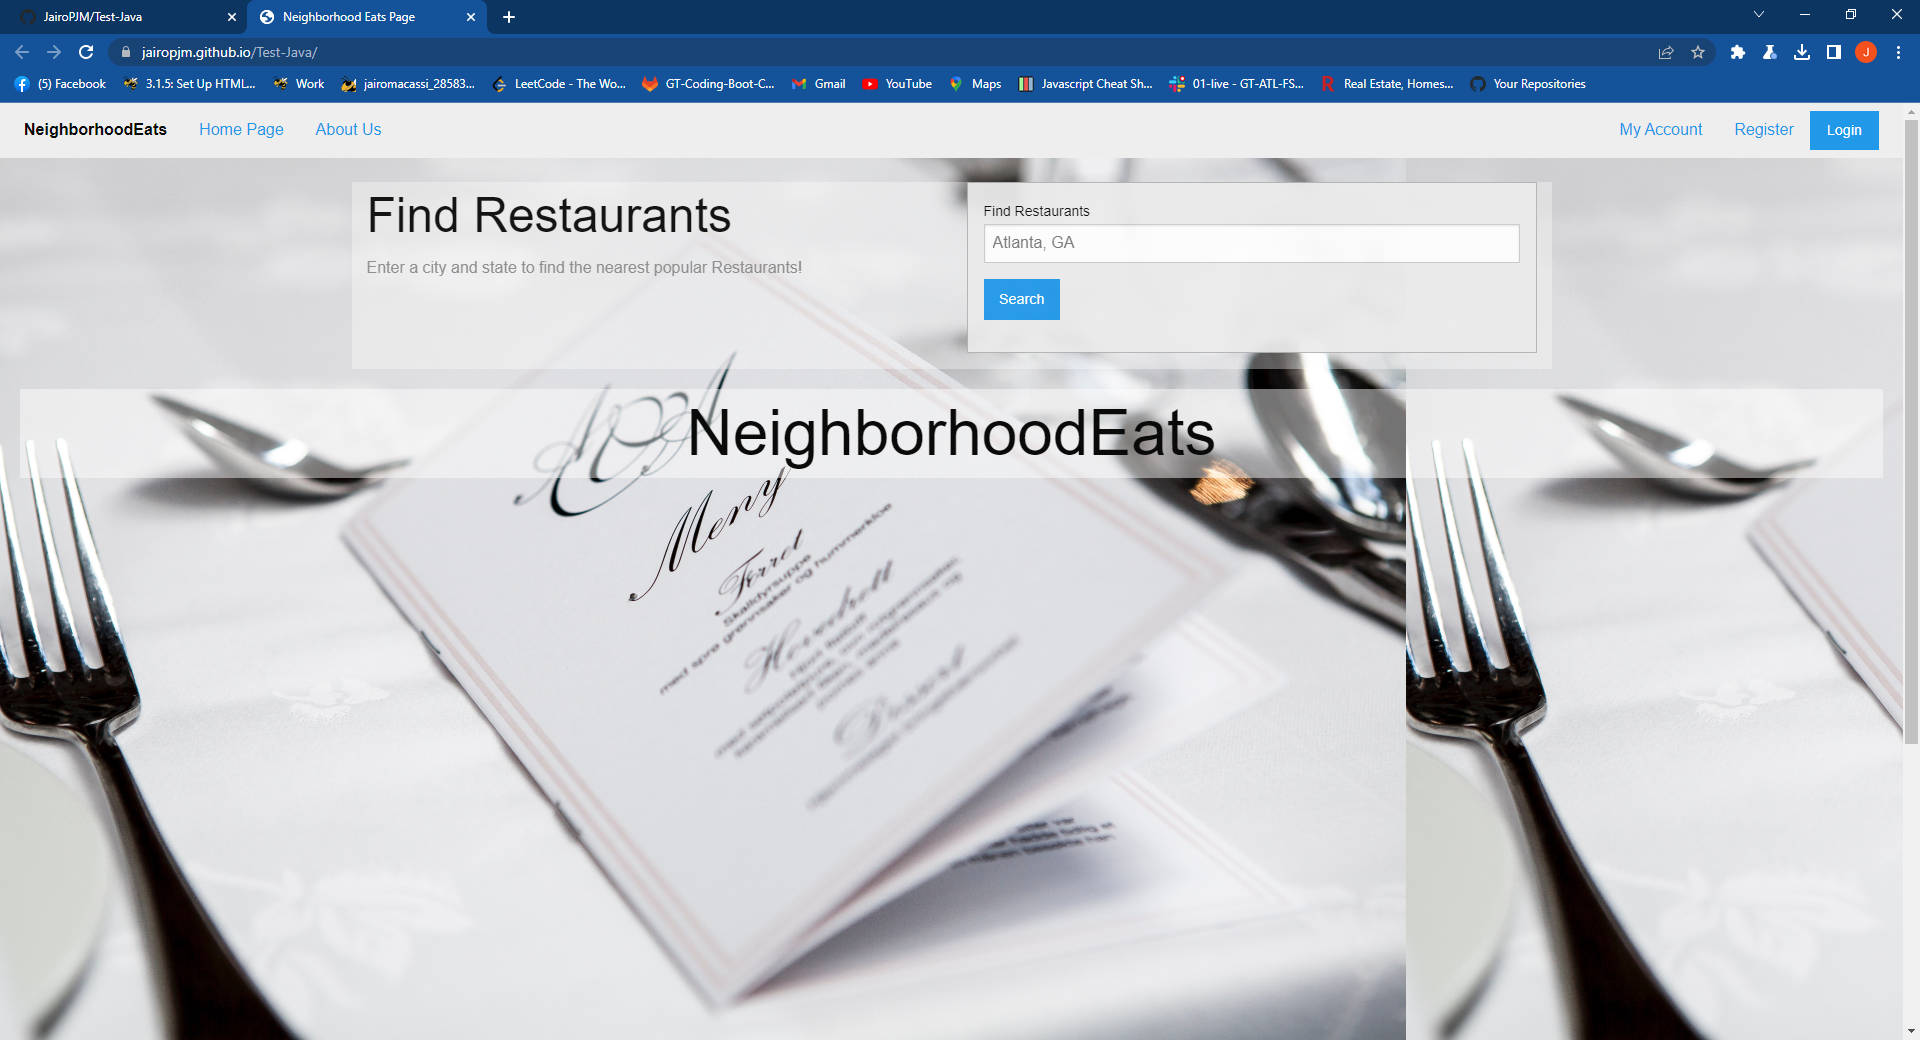 JairoPJM/Test-Java
Neighborhood Eats Page
jairopjm.github.io/Test-Java/
J
(5) Facebook
3.1.5: Set Up HTML...
Work
jairomacassi_28583...
LeetCode - The Wo...
GT-Coding-Boot-C...
Gmail
YouTube
Maps
Javascript Cheat Sh...
01-live - GT-ATL-FS...
Real Estate, Homes...
Your Repositories
NeighborhoodEats
Home Page
About Us
My Account
Register
Login
Find Restaurants
Enter a city and state to find the nearest popular Restaurants!
Find Restaurants
Atlanta, GA
Search
NeighborhoodEats
Meny
Forret
Skalldyrsuppe
med sprø grønnsaker og hummerkløe
Hovedrett
Dessert